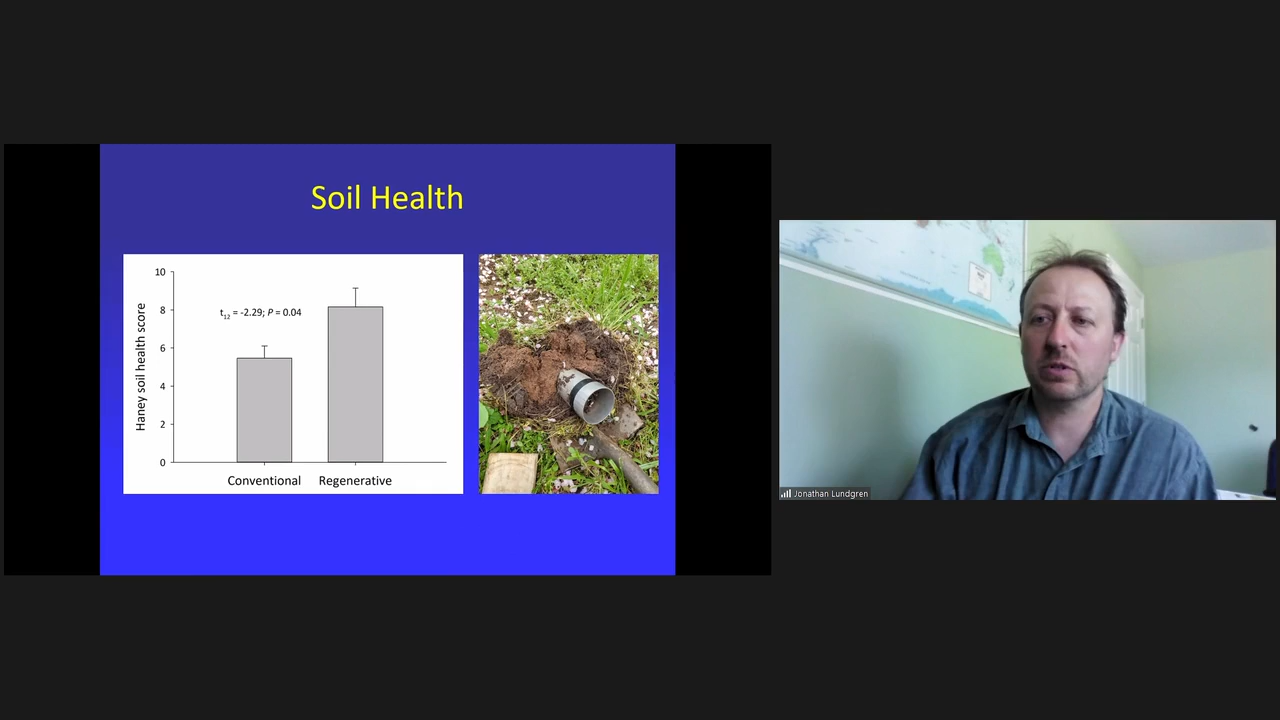 Soil Health
10
8
6
4
2
0
Haney soil health score
t12 = -2.29; P = 0.04
Conventional Regenerative
Jonathan Lundgren